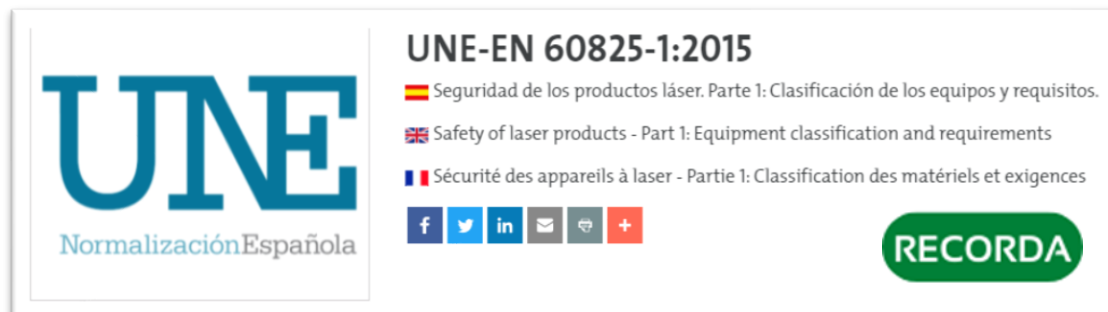 UNE
Normalización Española
UNE-EN 60825-1:2015
Seguridad de los productos láser. Parte 1: Clasificación de los equipos y requisitos.
Safety of laser products - Part 1: Equipment classification and requirements
Sécurité des appareils à laser - Partie 1: Classification des matériels et exigences
RECORDA